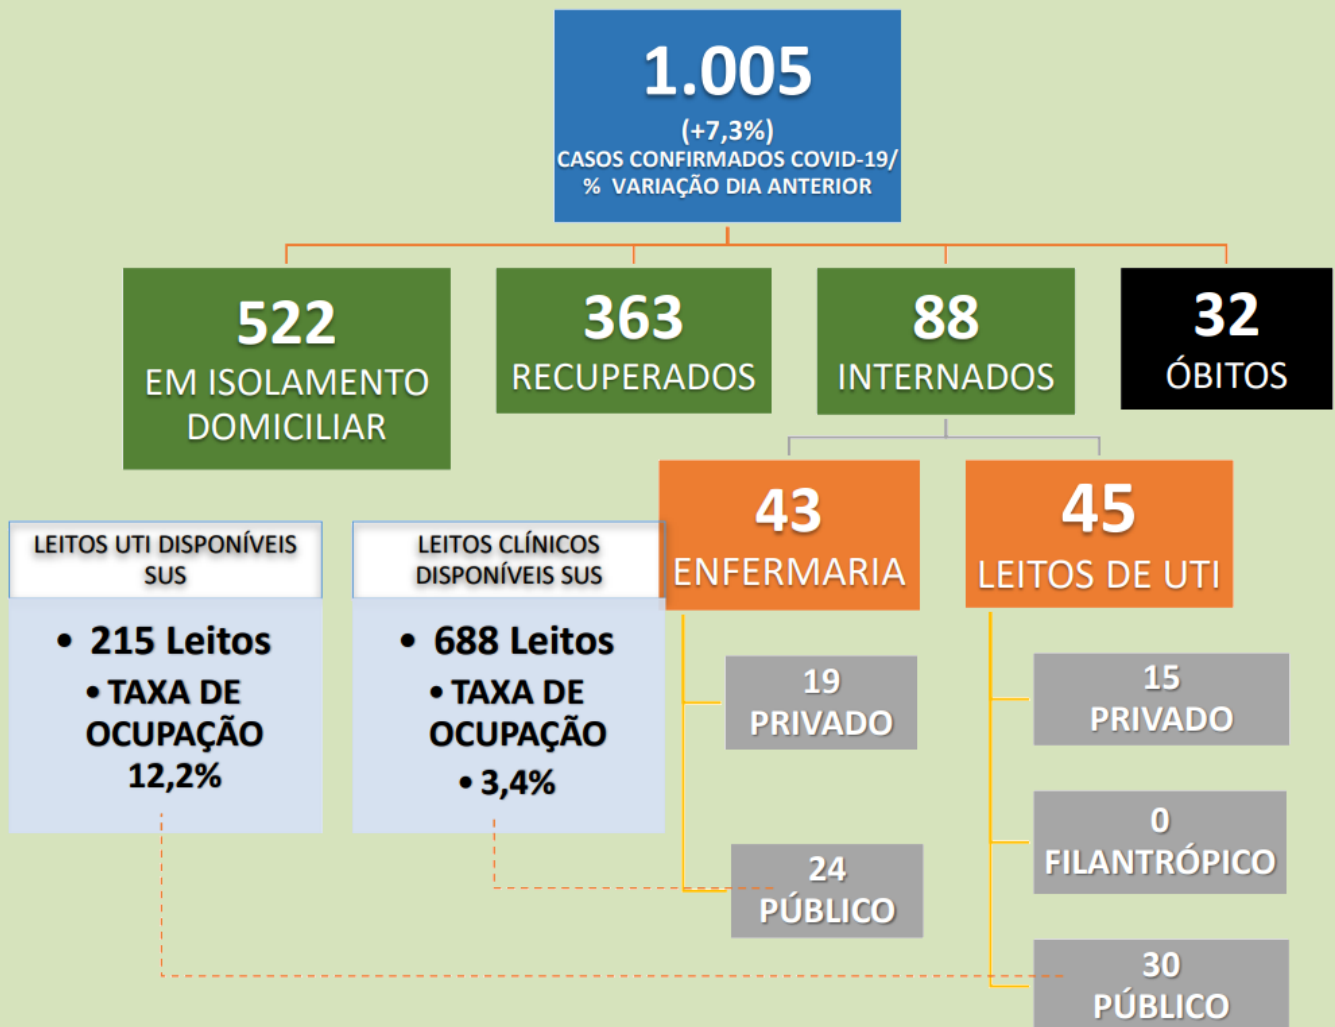 1.005
(+7,3%)
CASOS CONFIRMADOS COVID-19/
% VARIAÇÃO DIA ANTERIOR
522
EM ISOLAMENTO
DOMICILIAR
363
RECUPERADOS
88
INTERNADOS
32
ÓBITOS
43
ENFERMARIA
45
LEITOS DE UTI
LEITOS UTI DISPONÍVEIS
SUS
• 215 Leitos
• TAXA DE
OCUPAÇÃO
12,2%
LEITOS CLÍNICOS
DISPONÍVEIS SUS
• 688 Leitos
• TAXA DE
OCUPAÇÃO
• 3,4%
19
PRIVADO
24
PÚBLICO
15
PRIVADO
0
FILANTRÓPICO
30
PÚBLICO